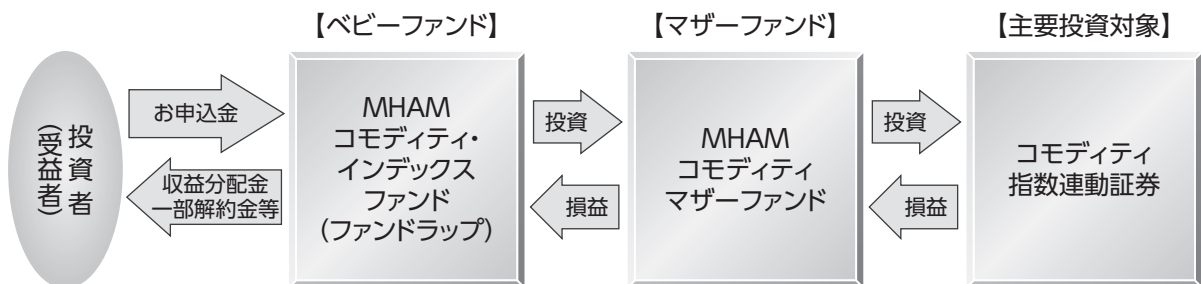 【ベビーファンド】
【マザーファンド】
【主要投資対象】
投資者
(受益者)
お申込金
収益分配金
一部解約金等
MHAM
コモディティ・
インデックス
ファンド
(ファンドラップ)
投資
損益
MHAM
コモディティ
マザーファンド
投資
損益
コモディティ
指数連動証券